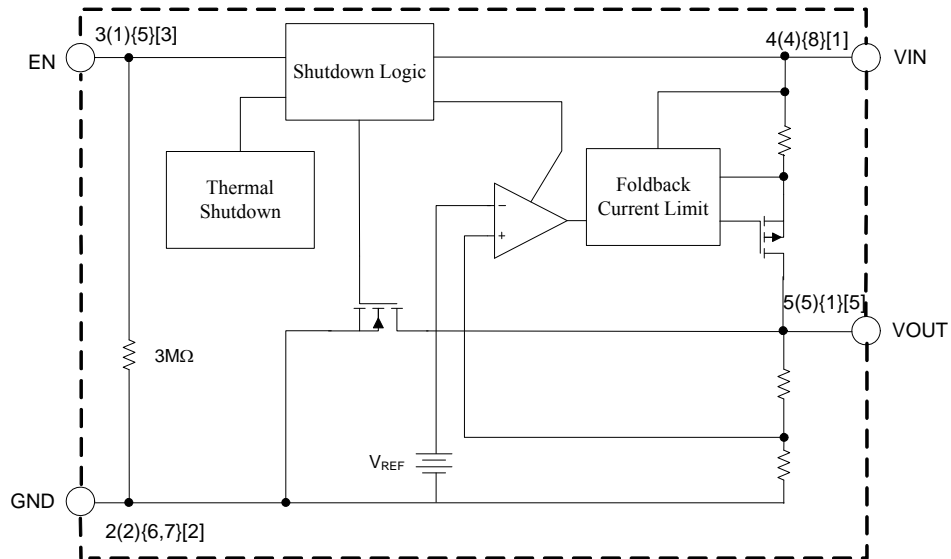 3(1){5}[3]
4(4){8}[1]
EN
Shutdown Logic
VIN
Thermal
Shutdown
Foldback
Current Limit
−
+
5(5){1}[5]
VOUT
3MΩ
VREF
GND
2(2){6,7}[2]